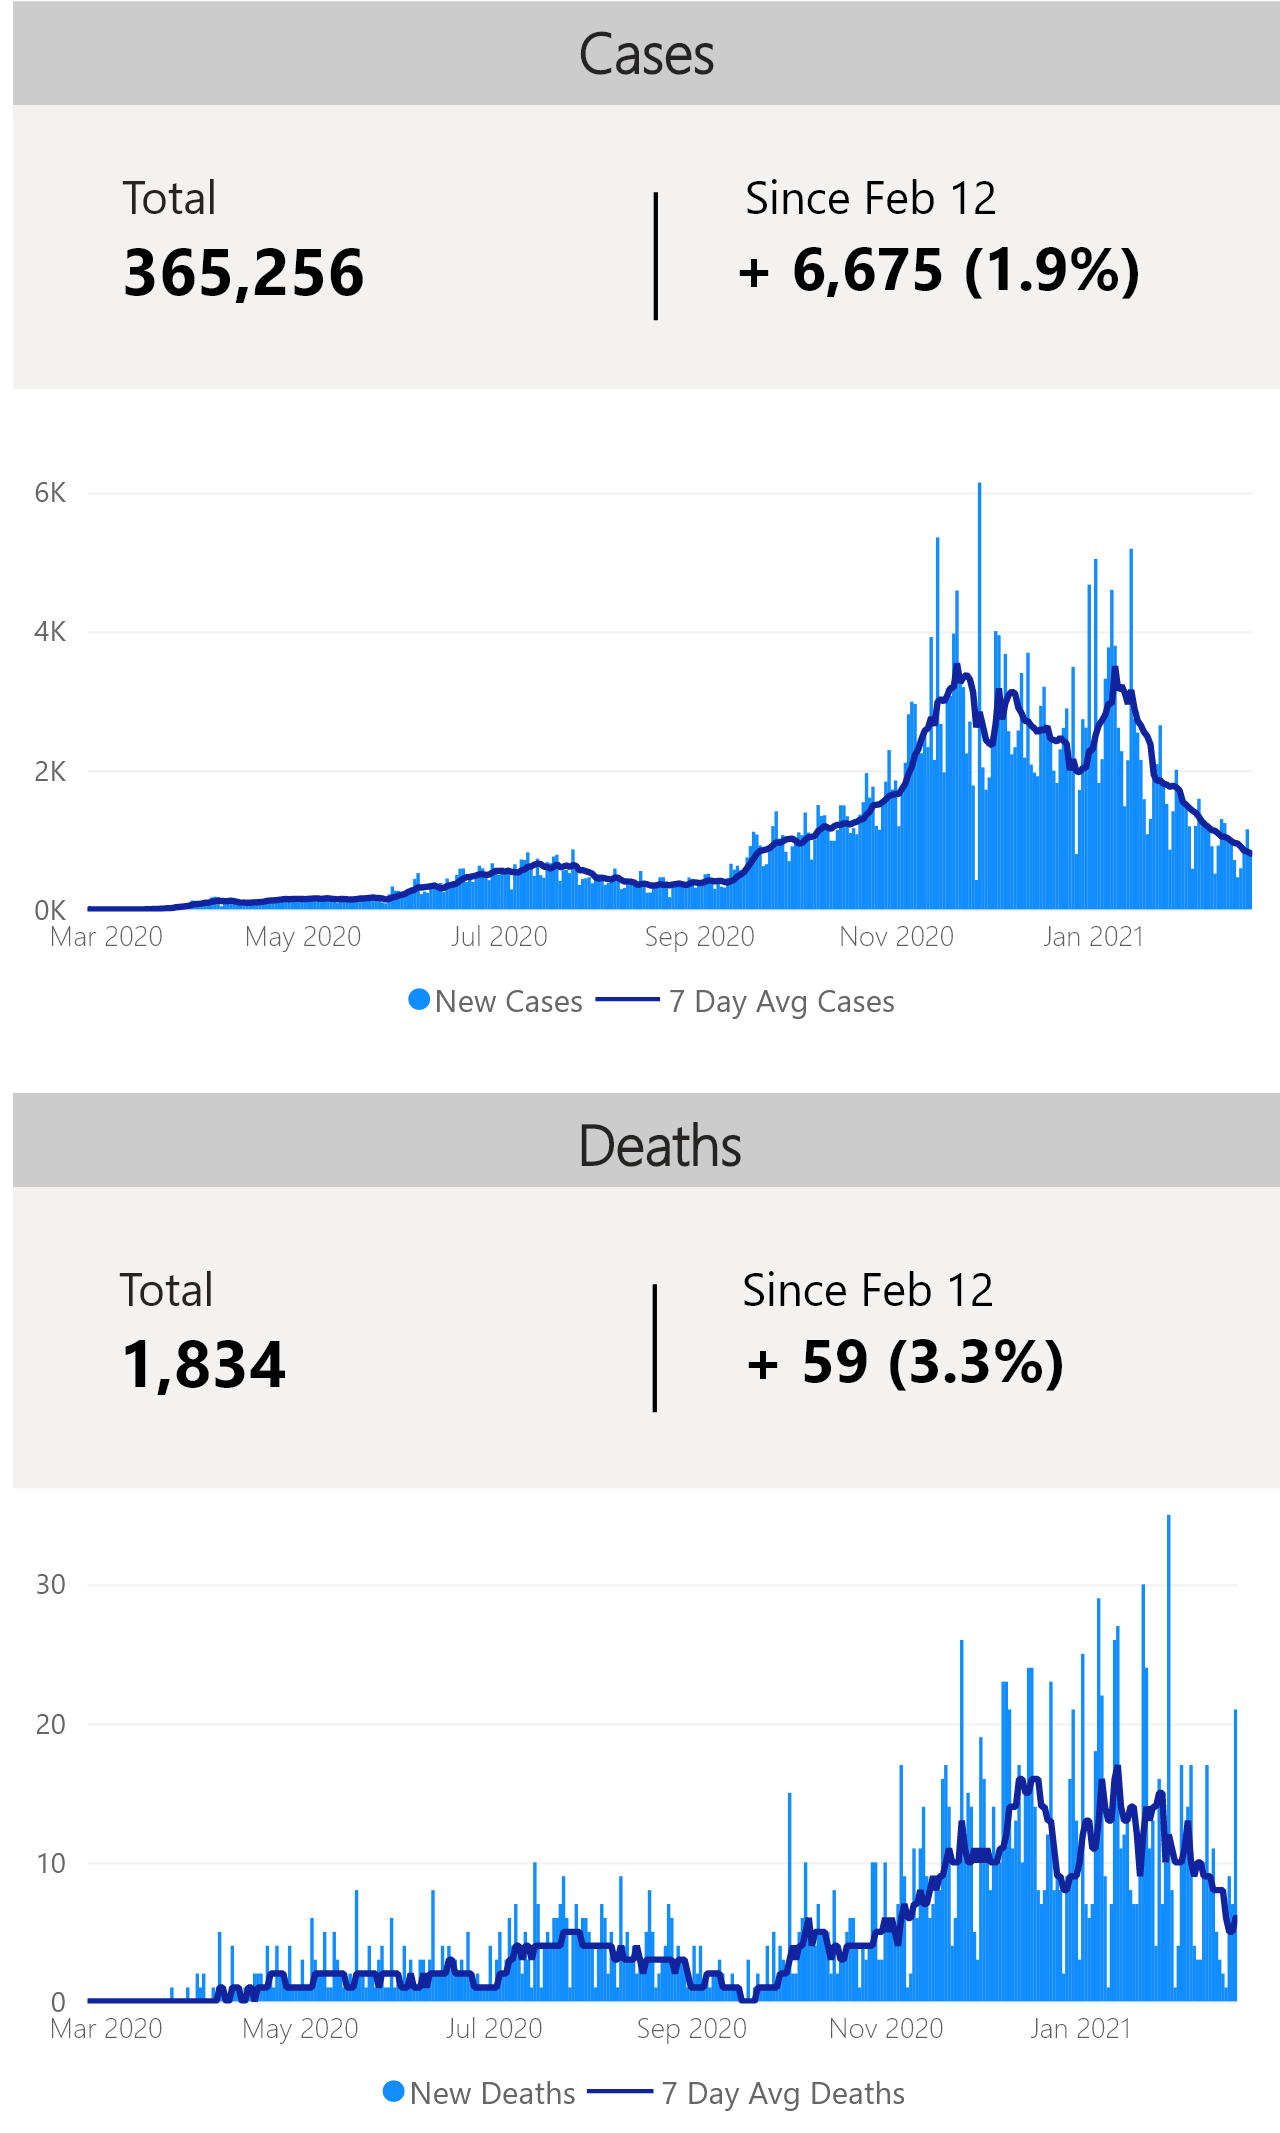 Cases
Total
Since Feb 12
365,256
+ 6,675 (1.9%)
6K
4K
2K
0K
Mar 2020 May 2020 Jul 2020 Sep 2020 Nov 2020 Jan 2021
New Cases 7 Day Avg Cases
Deaths
Total
Since Feb 12
1,834
+ 59 (3.3%)
30
20
10
0
Mar 2020 May 2020 Jul 2020 Sep 2020 Nov 2020 Jan 2021
New Deaths 7 Day Avg Deaths